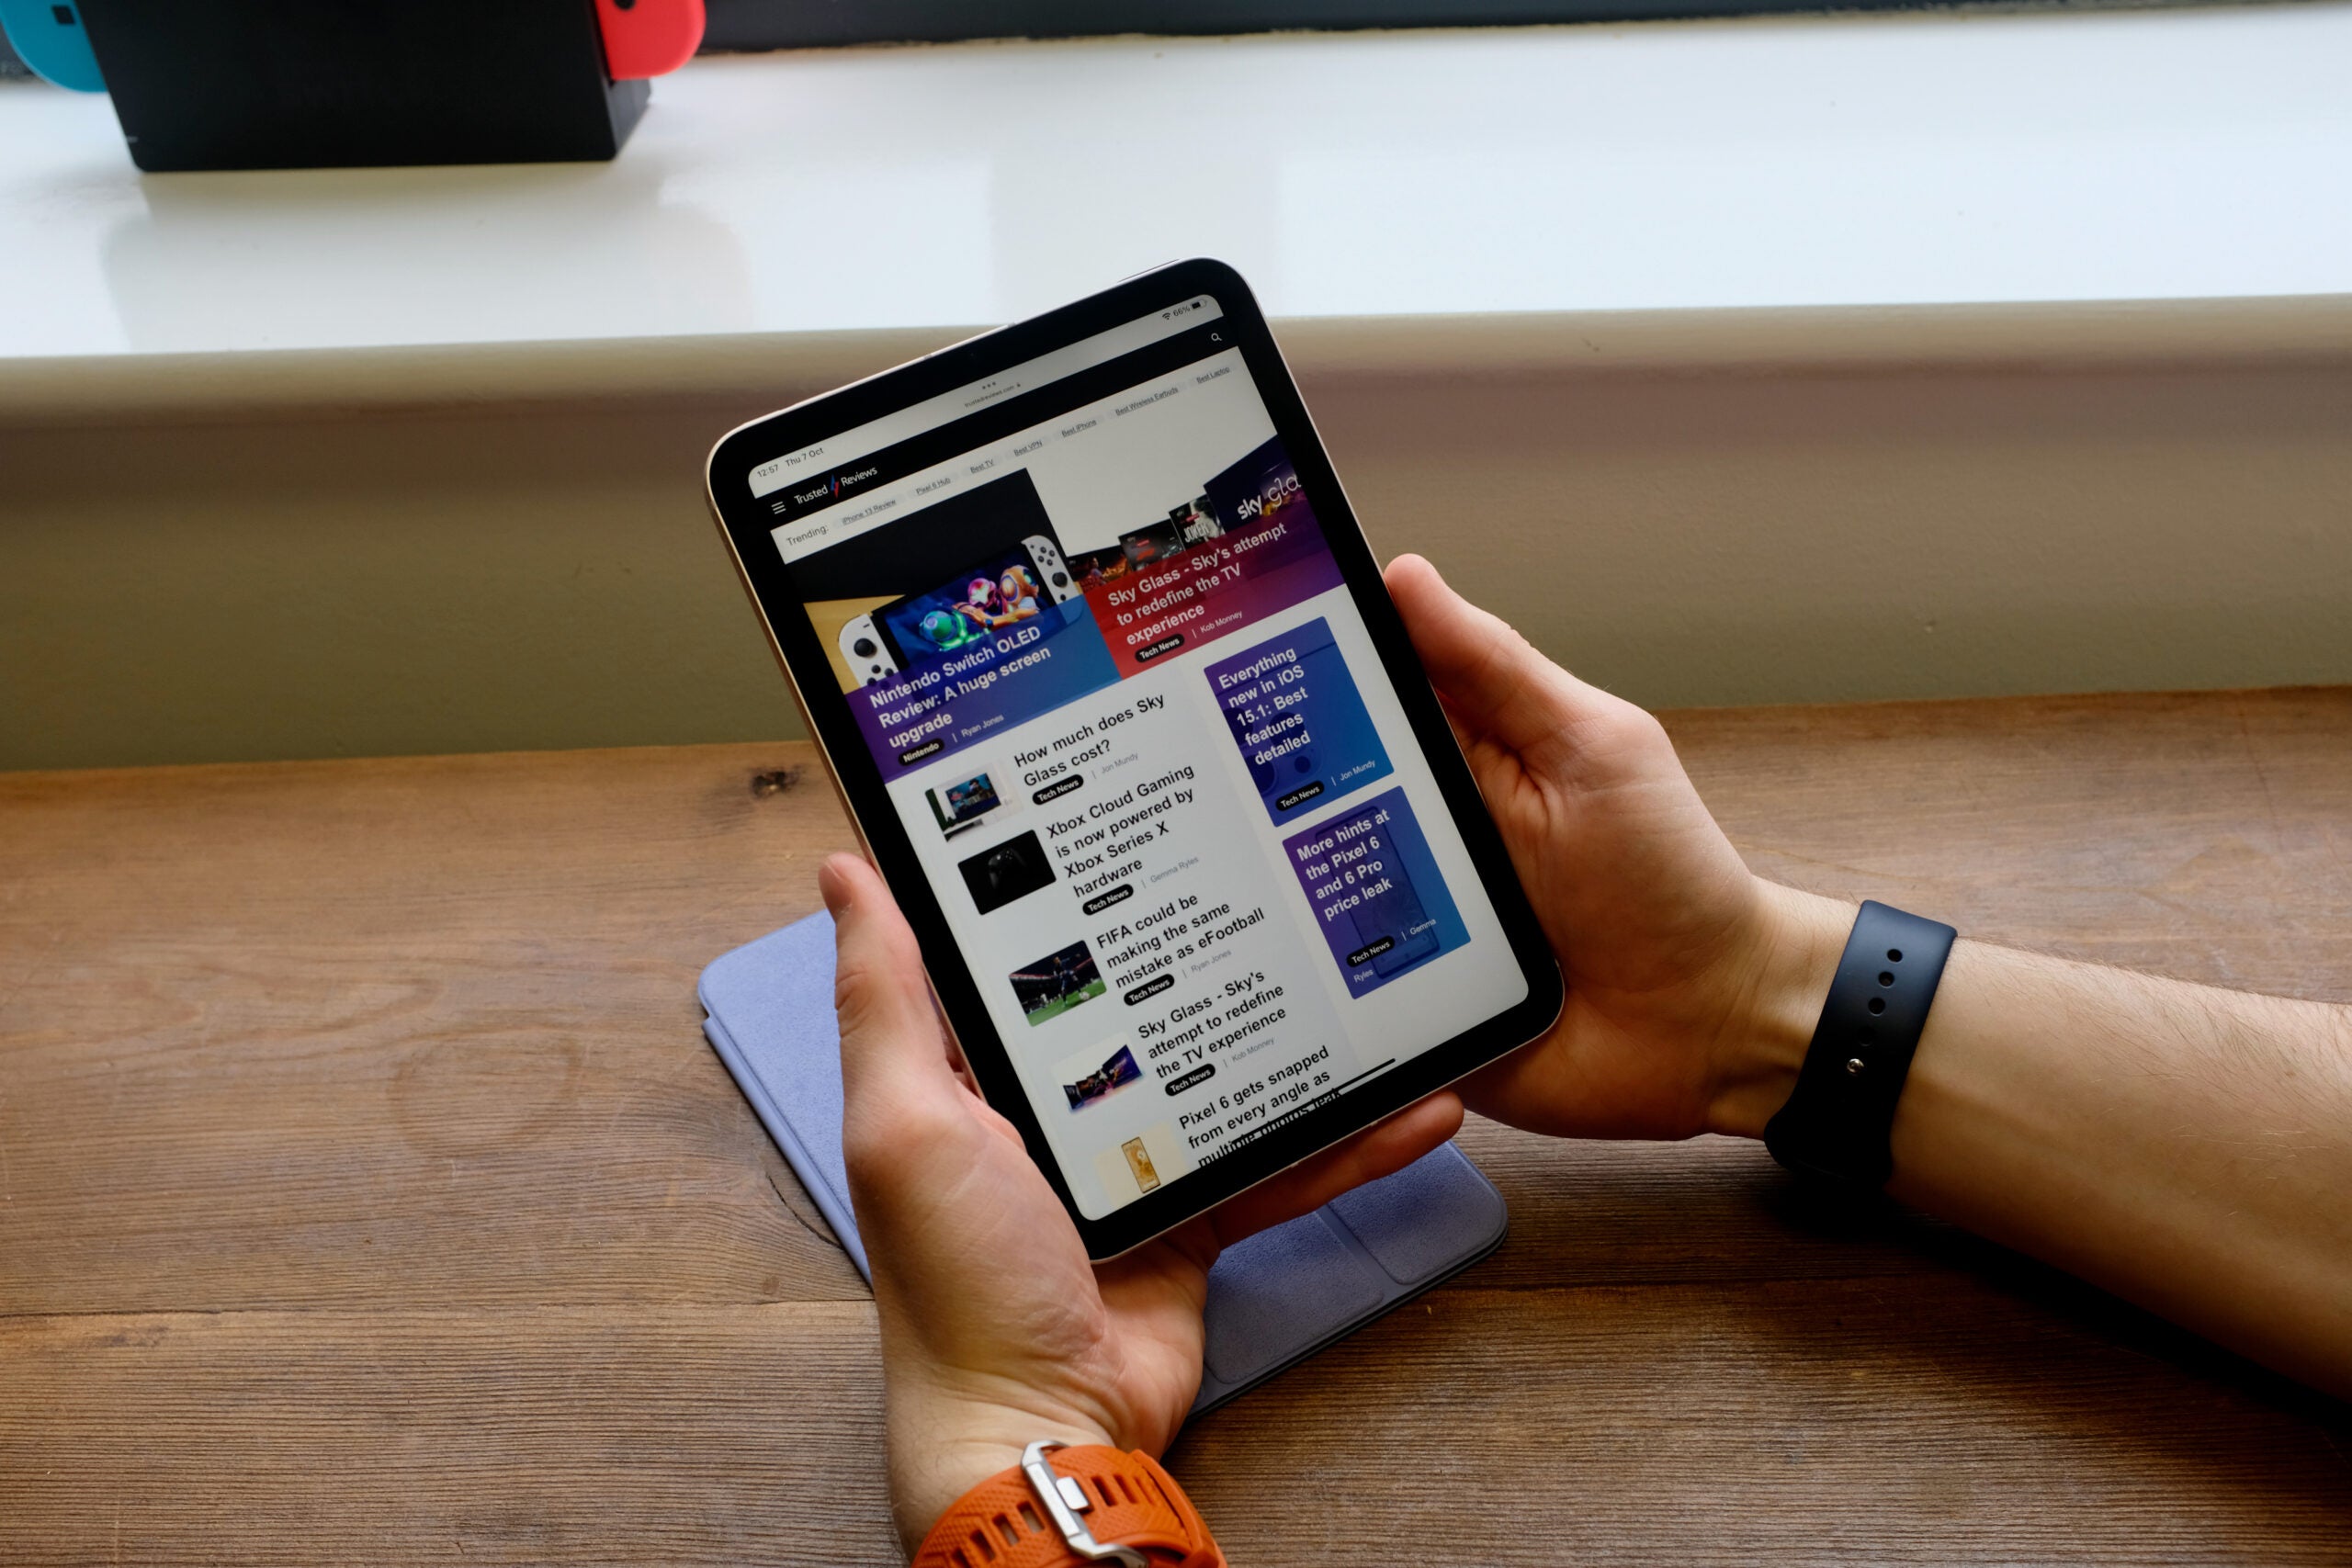 12:57 Thu 7 Oct
66%
trustedreviews.com
Trusted Reviews
Trending:
iPhone 13 Review
Pixel 6 Hub
Best TV
Best VPN
Best iPhone
Best Wireless Earbuds
Best Laptop
Nintendo Switch OLED
Review: A huge screen
upgrade
Nintendo | Ryan Jones
JOKER
sky gla
Sky Glass - Sky's attempt
to redefine the TV
experience
Tech News | Kob Monney
How much does Sky
Glass cost?
Tech News | Jon Mundy
Xbox Cloud Gaming
is now powered by
Xbox Series X
hardware
Tech News | Gemma Ryles
FIFA could be
making the same
mistake as eFootball
Tech News | Ryan Jones
Sky Glass - Sky's
attempt to redefine
the TV experience
Tech News | Kob Monney
Pixel 6 gets snapped
from every angle as
multiple photos leak
Everything
new in iOS
15.1: Best
features
detailed
Tech News | Jon Mundy
More hints at
the Pixel 6
and 6 Pro
price leak
Tech News | Gemma
Ryles